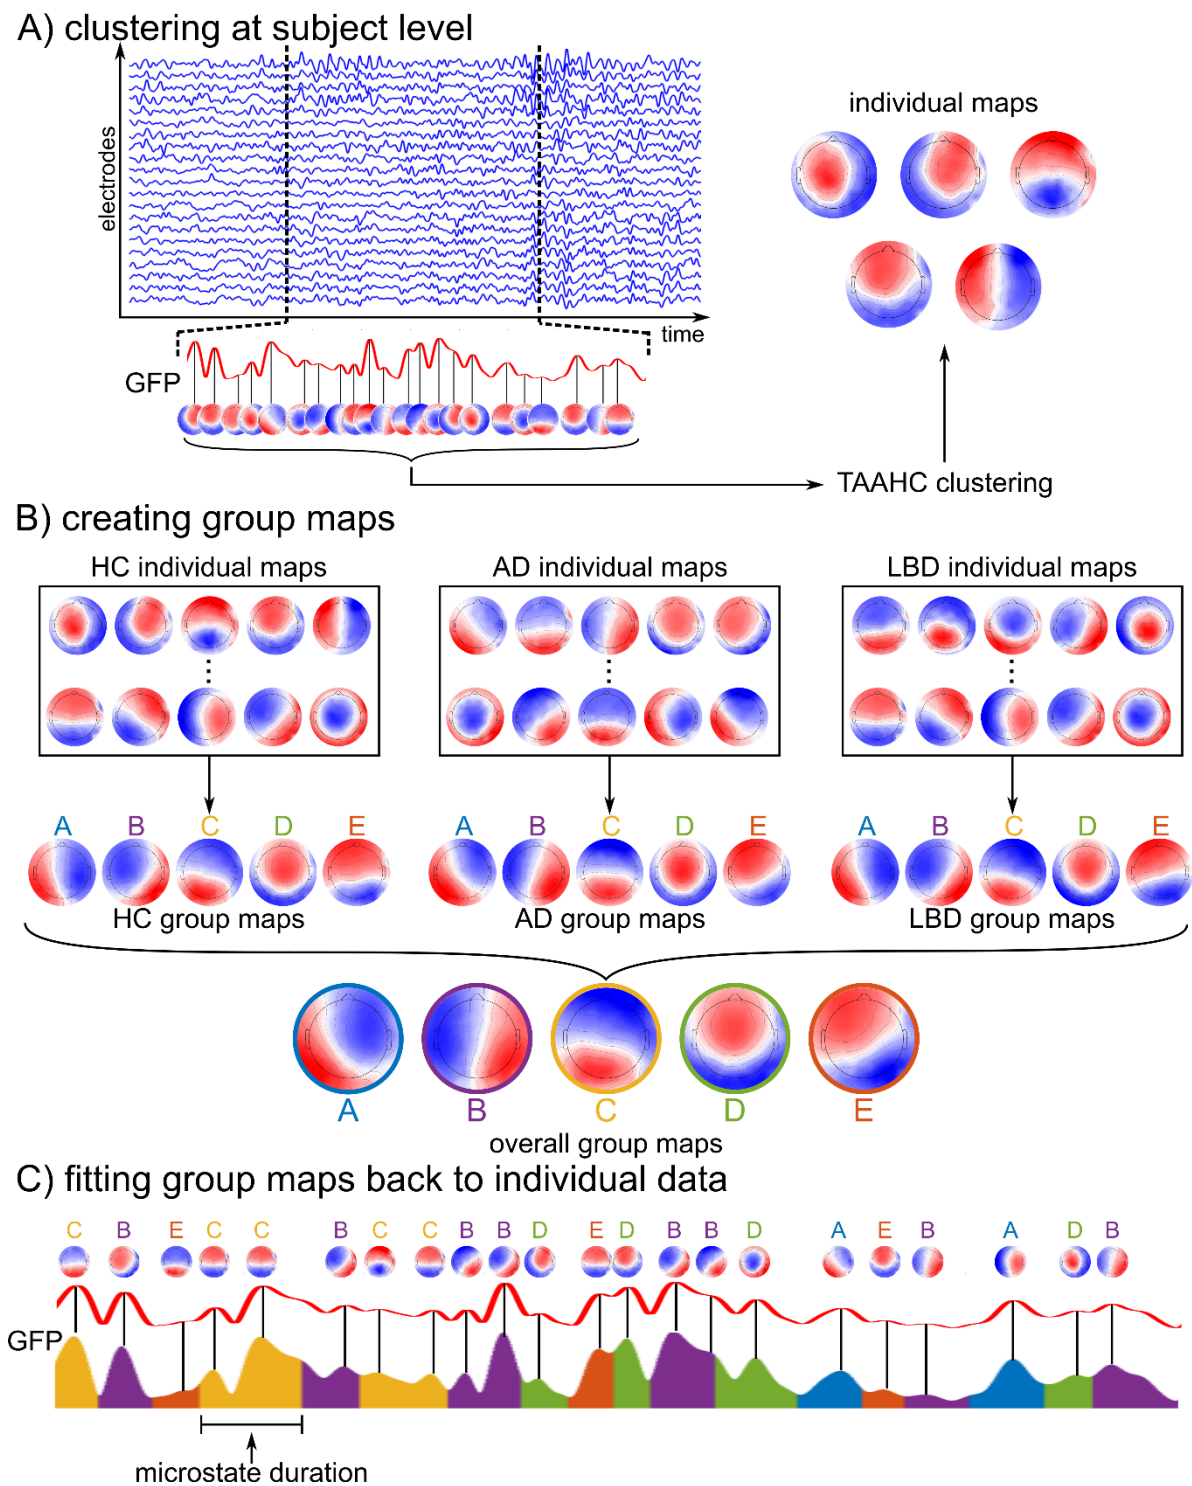 A) clustering at subject level
electrodes
individual maps
time
GFP
TAAHC clustering
B) creating group maps
HC individual maps AD individual maps LBD individual maps
A B C D E A B C D E A B C D E
HC group maps AD group maps LBD group maps
A B C D E
overall group maps
C) fitting group maps back to individual data
C B E C C B C C B B D E D B B D A E B A D B
GFP
microstate duration